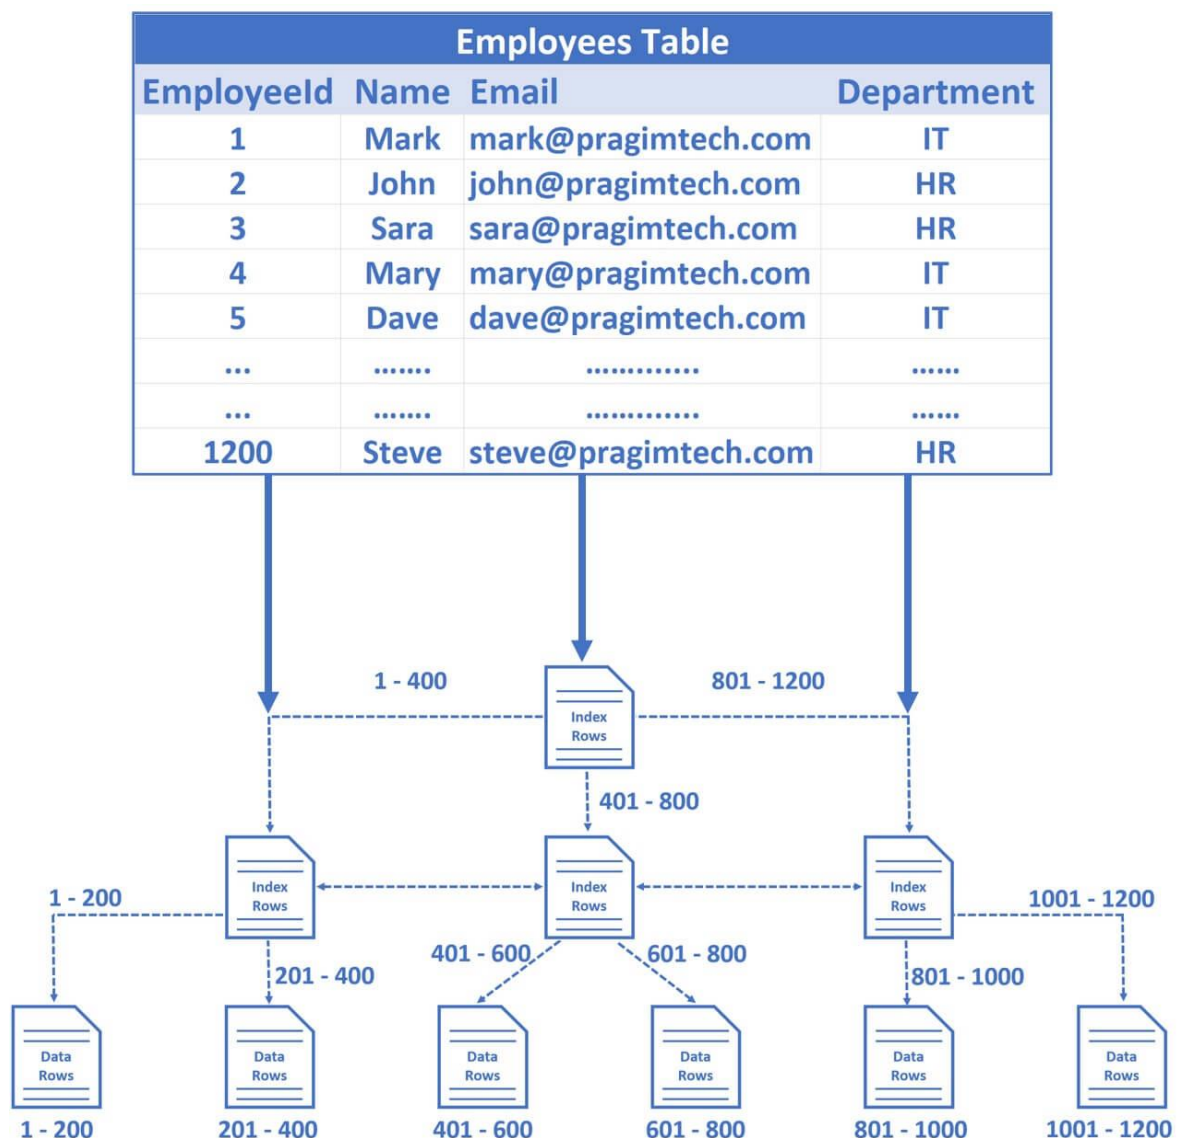 Employees Table
EmployeeId Name Email Department
1 Mark mark@pragimtech.com IT
2 John john@pragimtech.com HR
3 Sara sara@pragimtech.com HR
4 Mary mary@pragimtech.com IT
5 Dave dave@pragimtech.com IT
... ....... ............. ......
... ....... ............. ......
1200 Steve steve@pragimtech.com HR
1 - 400 801 - 1200
Index
Rows
401 - 800
Index Index Index
Rows Rows Rows
1 - 200 1001 - 1200
401 - 600 601 - 800
201 - 400 801 - 1000
Data Data Data Data Data Data
Rows Rows Rows Rows Rows Rows
1 - 200 201 - 400 401 - 600 601 - 800 801 - 1000 1001 - 1200